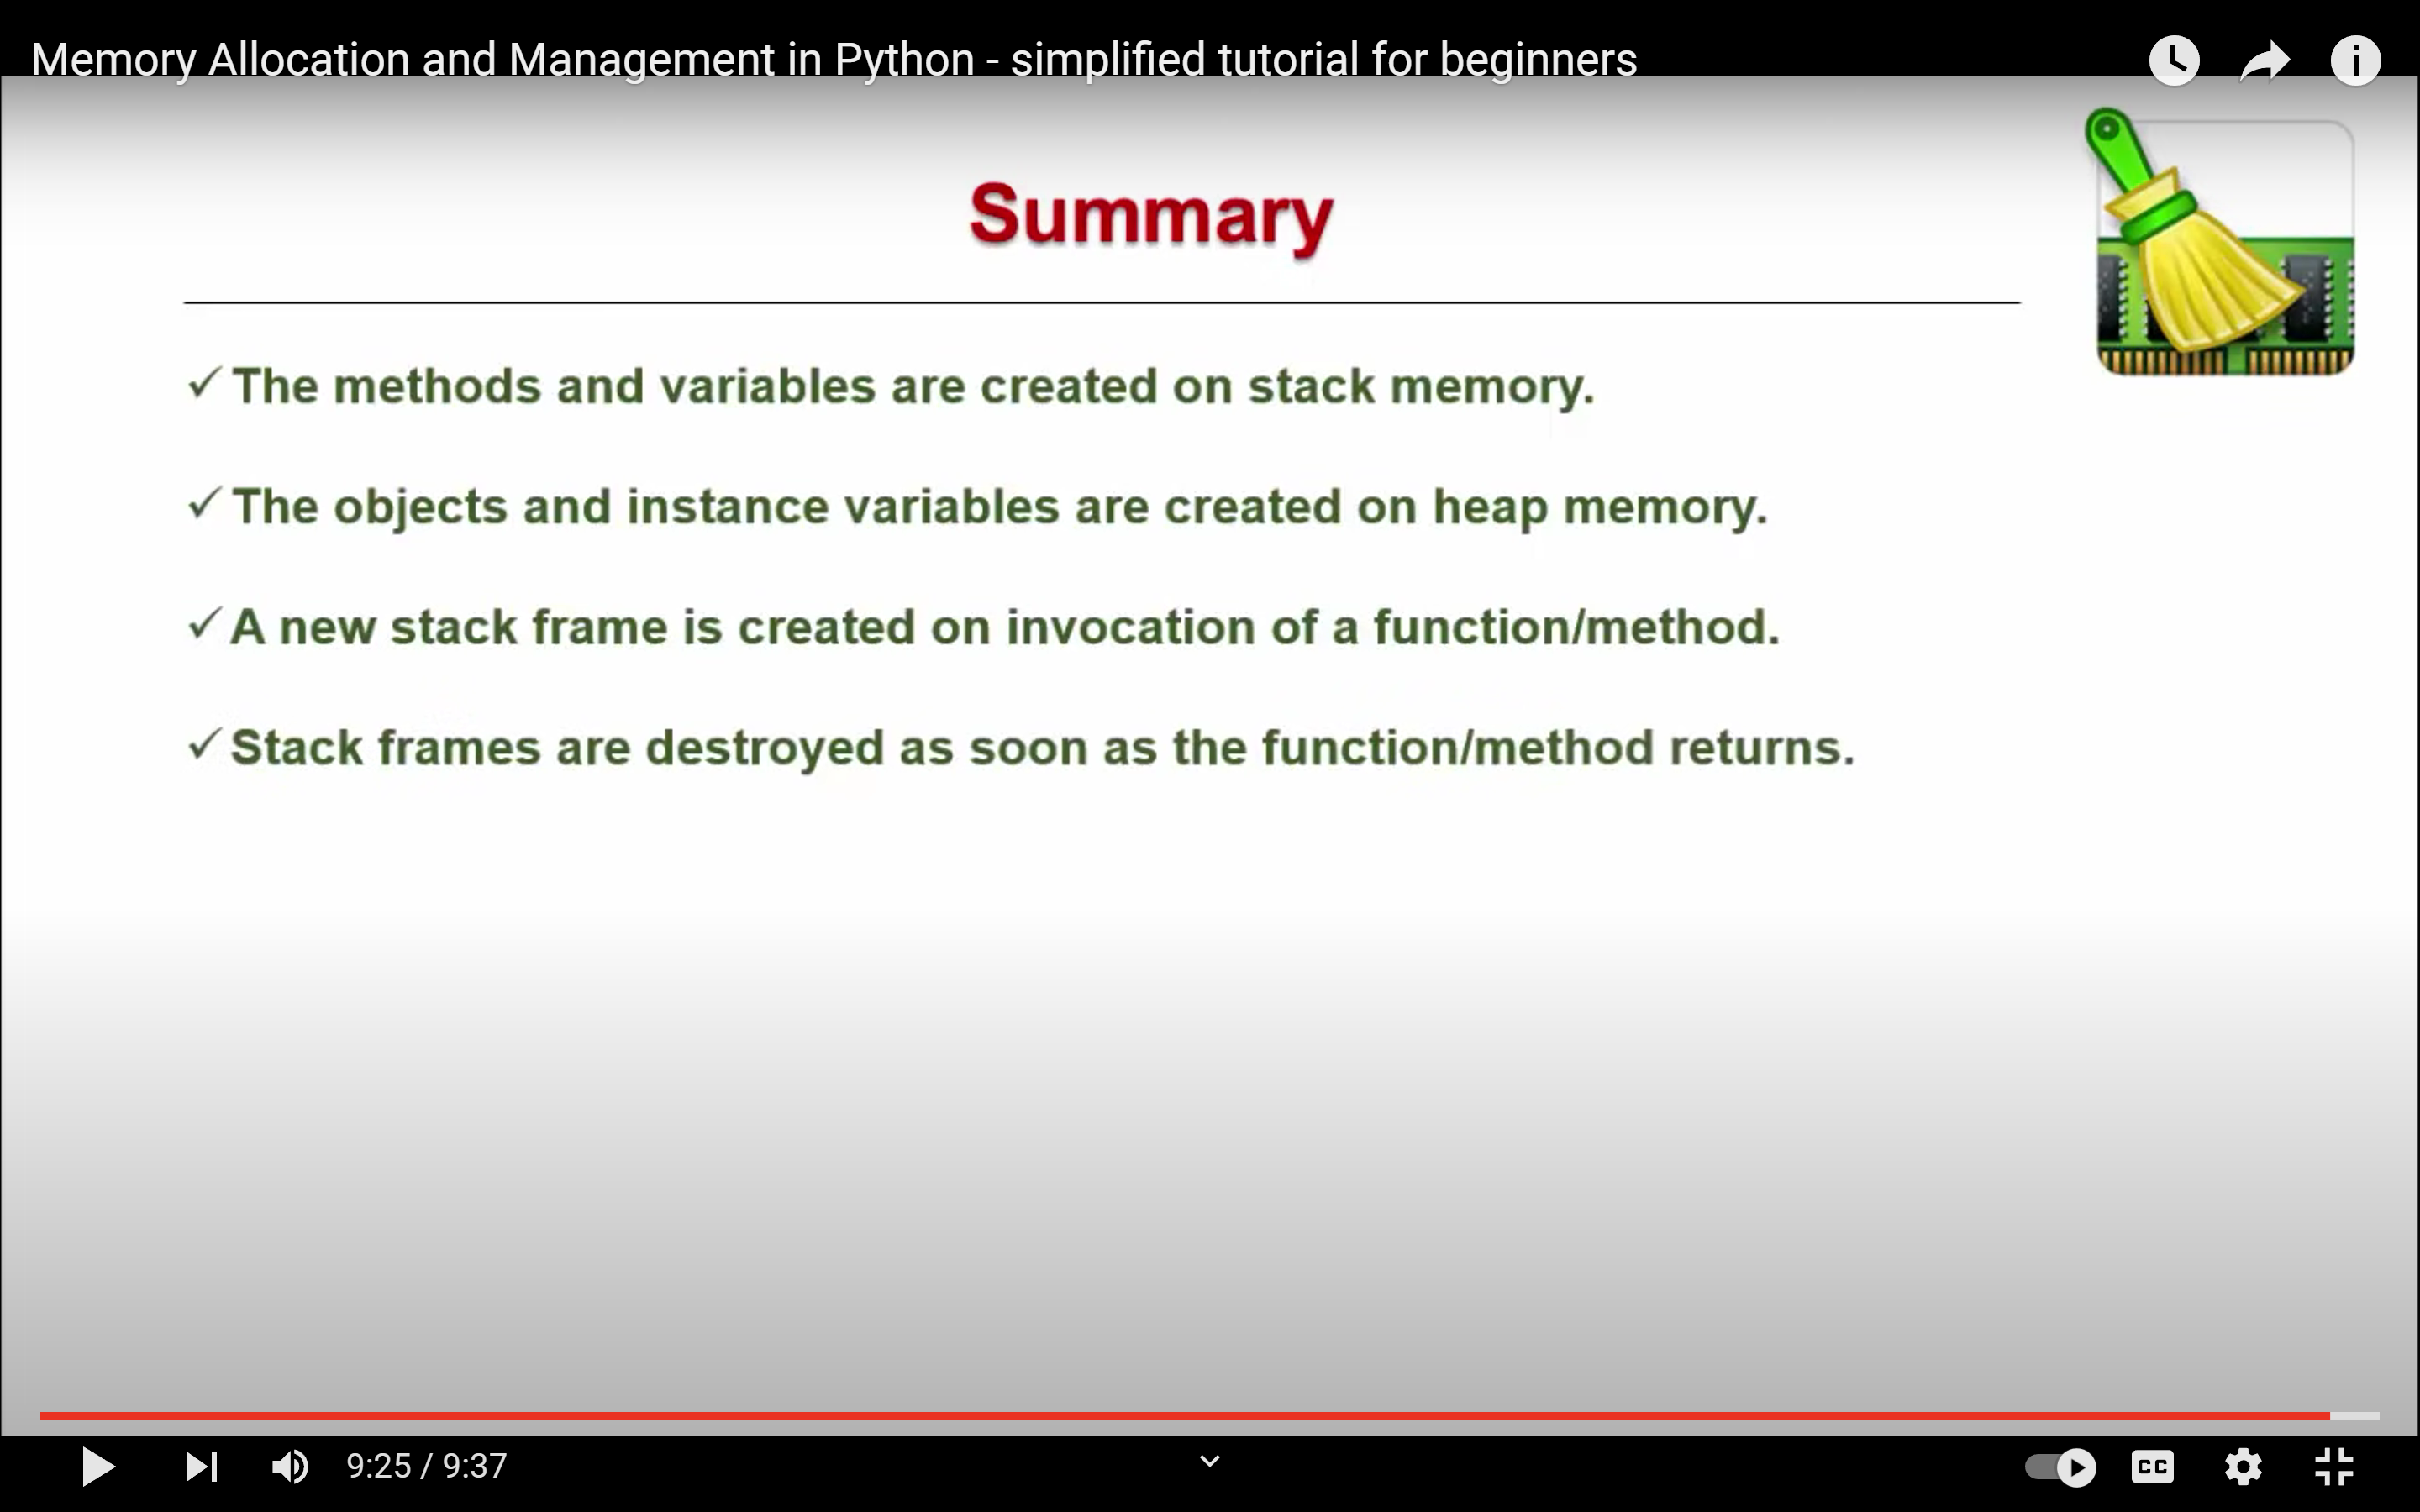 Memory Allocation and Management in Python - simplified tutorial for beginners
Summary
✓ The methods and variables are created on stack memory.
✓ The objects and instance variables are created on heap memory.
✓ A new stack frame is created on invocation of a function/method.
✓ Stack frames are destroyed as soon as the function/method returns.
9:25 / 9:37
CC